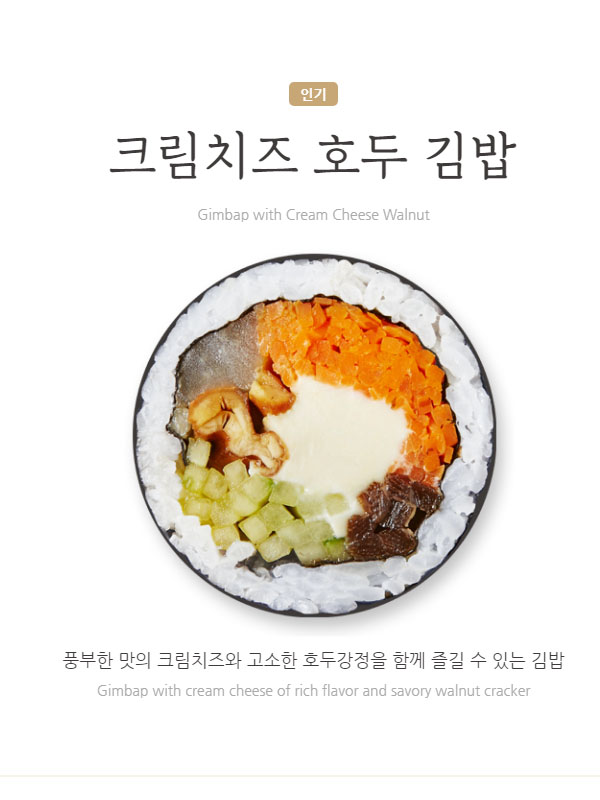 인기
크림치즈 호두 김밥
Gimbap with Cream Cheese Walnut
풍부한 맛의 크림치즈와 고소한 호두강정을 함께 즐길 수 있는 김밥
Gimbap with cream cheese of rich flavor and savory walnut cracker